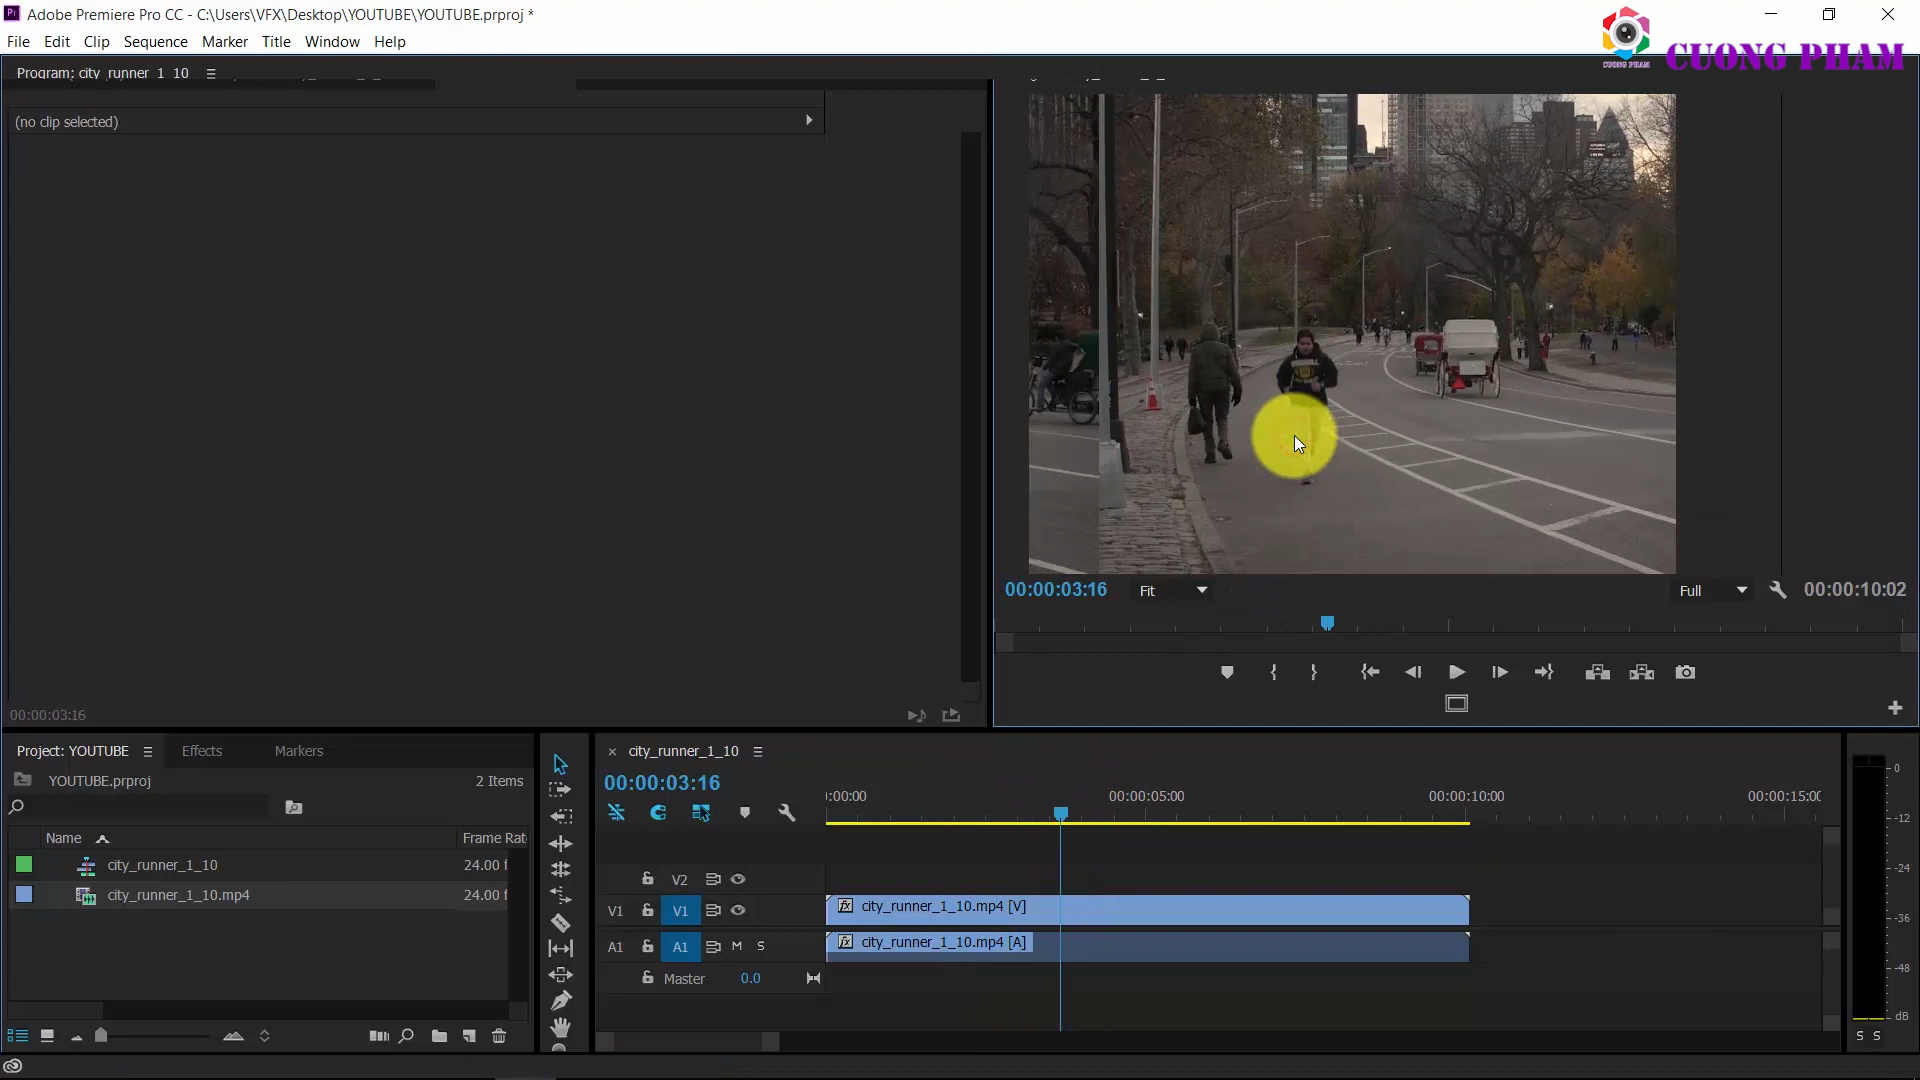 Adobe Premiere Pro CC - C:\Users\VFX\Desktop\YOUTUBE\YOUTUBE.prproj *
File Edit Clip Sequence Marker Title Window Help
CUONG PHAM
CUONG PHAM
Program: city_runner_1_10
(no clip selected)
00:00:03:16 Fit Full 00:00:10:02
00:00:03:16
Project: YOUTUBE Effects Markers
YOUTUBE.prproj 2 Items
Name Frame Rat
city_runner_1_10 24.00 f
city_runner_1_10.mp4 24.00 f
× city_runner_1_10
00:00:03:16
:00:00 00:00:05:00 00:00:10:00 00:00:15:00
V2
V1 V1 fx city_runner_1_10.mp4 [V]
A1 A1 M S fx city_runner_1_10.mp4 [A]
Master 0.0
0
-12
-24
-36
-48
dB
S S